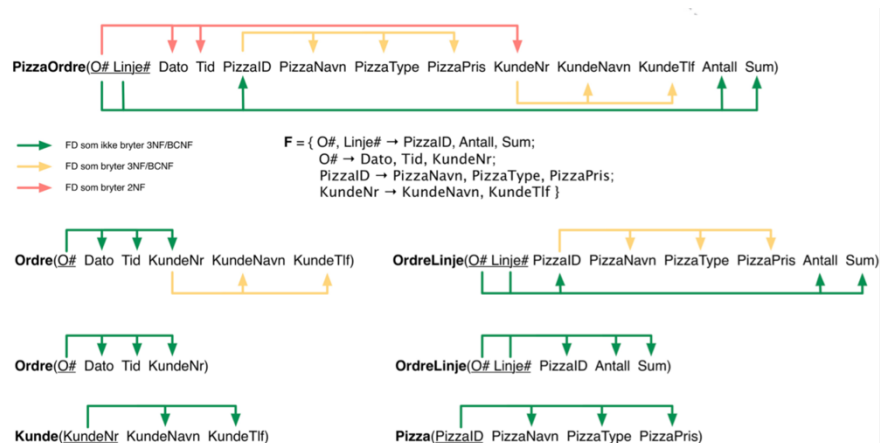 PizzaOrdre(O# Linje# Dato Tid PizzaID PizzaNavn PizzaType PizzaPris KundeNr KundeNavn KundeTlf Antall Sum)
FD som ikke bryter 3NF/BCNF
FD som bryter 3NF/BCNF
FD som bryter 2NF
F = { O#, Linje# → PizzaID, Antall, Sum;
O# → Dato, Tid, KundeNr;
PizzaID → PizzaNavn, PizzaType, PizzaPris;
KundeNr → KundeNavn, KundeTlf }
Ordre(O# Dato Tid KundeNr KundeNavn KundeTlf)
OrdreLinje(O# Linje# PizzaID PizzaNavn PizzaType PizzaPris Antall Sum)
Ordre(O# Dato Tid KundeNr)
OrdreLinje(O# Linje# PizzaID Antall Sum)
Kunde(KundeNr KundeNavn KundeTlf)
Pizza(PizzaID PizzaNavn PizzaType PizzaPris)